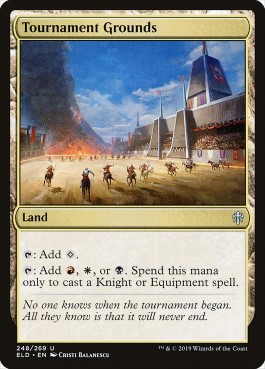 Tournament Grounds
Land
: Add .
: Add , , or . Spend this mana
only to cast a Knight or Equipment spell.
No one knows when the tournament began.
All they know is that it will never end.
248/269 U
ELD • EN CRISTI BALANESCU
™ & © 2019 Wizards of the Coast